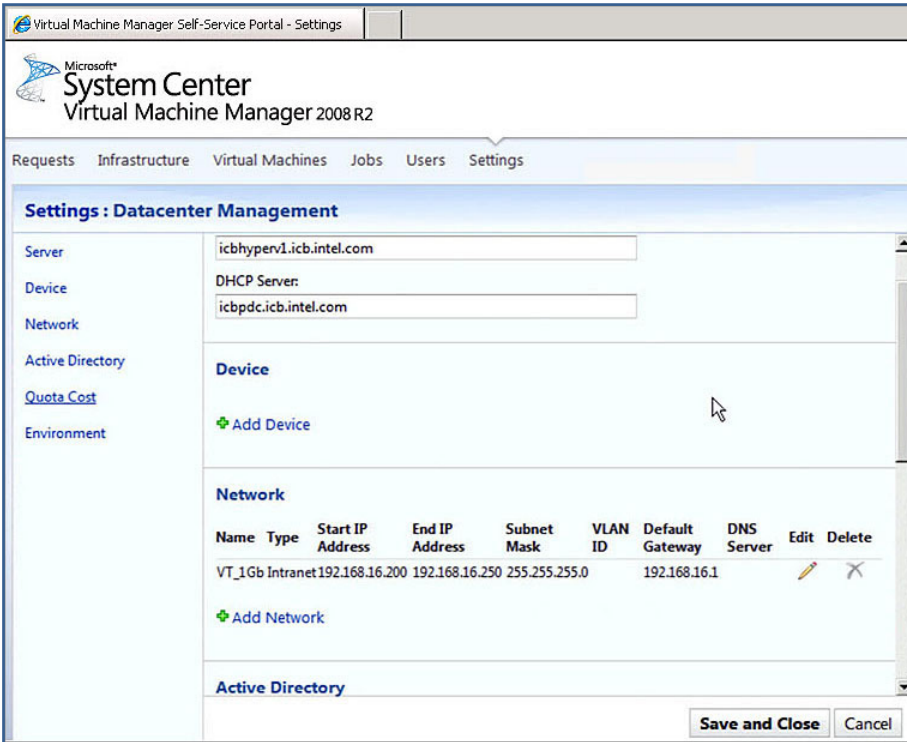 Virtual Machine Manager Self-Service Portal - Settings
Microsoft®
System Center
Virtual Machine Manager 2008 R2
Requests Infrastructure Virtual Machines Jobs Users Settings
Settings : Datacenter Management
Server
Device
Network
Active Directory
Quota Cost
Environment
icbhyperv1.icb.intel.com
DHCP Server:
icbpdc.icb.intel.com
Device
Add Device
Network
Name Type Start IP Address End IP Address Subnet Mask VLAN ID Default Gateway DNS Server Edit Delete
VT_1Gb Intranet 192.168.16.200 192.168.16.250 255.255.255.0 192.168.16.1
Add Network
Active Directory
Save and Close Cancel